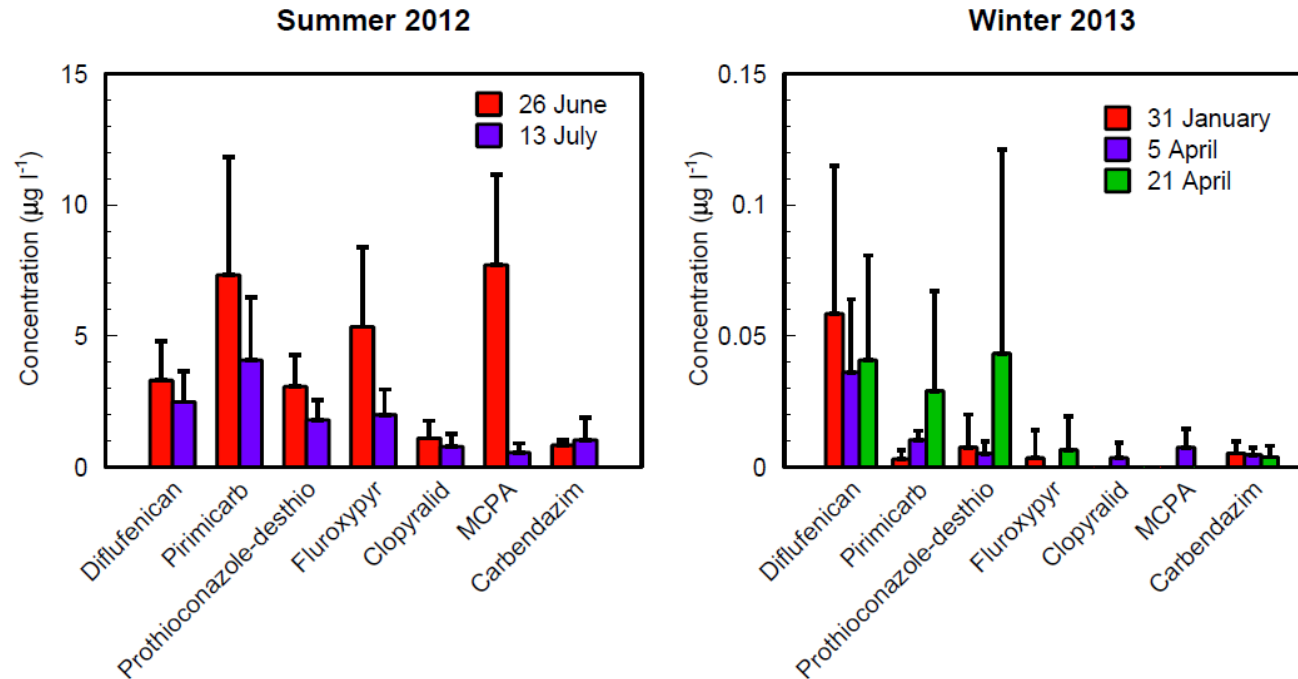 Summer 2012
15
10
5
0
Concentration (µg l⁻¹)
26 June
13 July
Diflufenican
Pirimicarb
Prothioconazole-desthio
Fluroxypyr
Clopyralid
MCPA
Carbendazim
Winter 2013
0.15
0.1
0.05
0
Concentration (µg l⁻¹)
31 January
5 April
21 April
Diflufenican
Pirimicarb
Prothioconazole-desthio
Fluroxypyr
Clopyralid
MCPA
Carbendazim